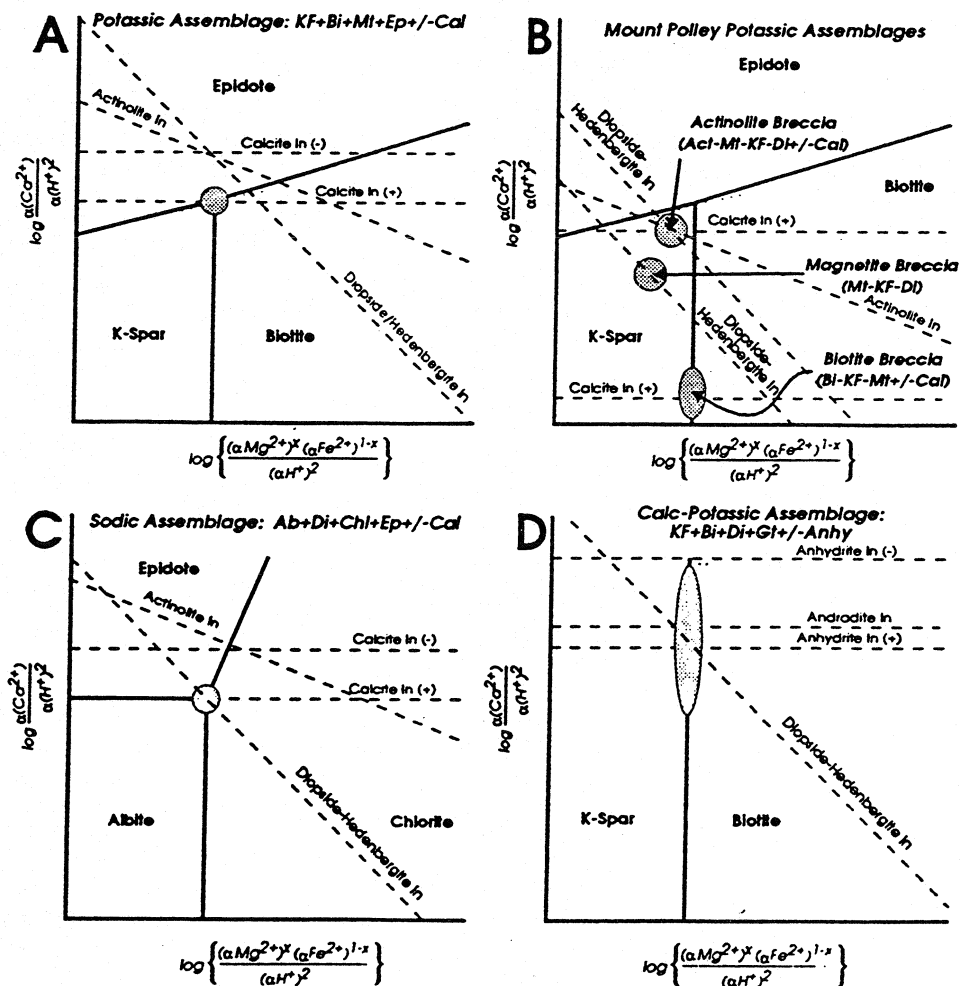 A
Potassic Assemblage: KF+Bi+Mt+Ep+/-Cal
Epidote
Actinolite In
Calcite In (-)
Calcite In (+)
Diopside/Hedenbergite In
K-Spar
Biotite
log α(Ca²⁺) / α(H⁺)²
log { (αMg²⁺)ˣ (αFe²⁺)¹⁻ˣ / (αH⁺)² }
B
Mount Polley Potassic Assemblages
Epidote
Diopside-
Hedenbergite In
Actinolite Breccia
(Act-Mt-KF-Di+/-Cal)
Biotite
Calcite In (+)
Magnetite Breccia
(Mt-KF-Di)
Actinolite In
K-Spar
Diopside-
Hedenbergite In
Biotite Breccia
(Bi-KF-Mt+/-Cal)
Calcite In (+)
log α(Ca²⁺) / α(H⁺)²
log { (αMg²⁺)ˣ (αFe²⁺)¹⁻ˣ / (αH⁺)² }
C
Sodic Assemblage: Ab+Di+Chl+Ep+/-Cal
Epidote
Actinolite In
Calcite In (-)
Calcite In (+)
Diopside-Hedenbergite In
Albite
Chlorite
log α(Ca²⁺) / α(H⁺)²
log { (αMg²⁺)ˣ (αFe²⁺)¹⁻ˣ / (αH⁺)² }
D
Calc-Potassic Assemblage:
KF+Bi+Di+Gt+/-Anhy
Anhydrite In (-)
Andradite In
Anhydrite In (+)
Diopside-Hedenbergite In
K-Spar
Biotite
log α(Ca²⁺) / α(H⁺)²
log { (αMg²⁺)ˣ (αFe²⁺)¹⁻ˣ / (αH⁺)² }